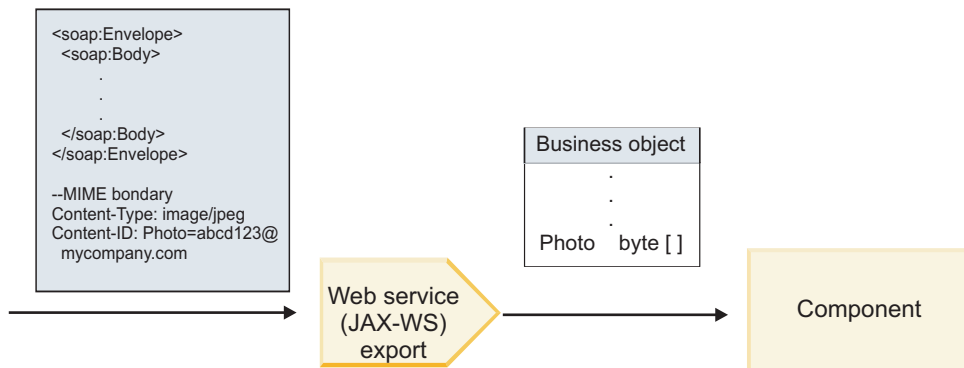 <soap:Envelope>
<soap:Body>
.
.
.
</soap:Body>
</soap:Envelope>
--MIME bondary
Content-Type: image/jpeg
Content-ID: Photo=abcd123@
mycompany.com
Business object
.
.
.
Photo byte [ ]
Web service
(JAX-WS)
export
Component